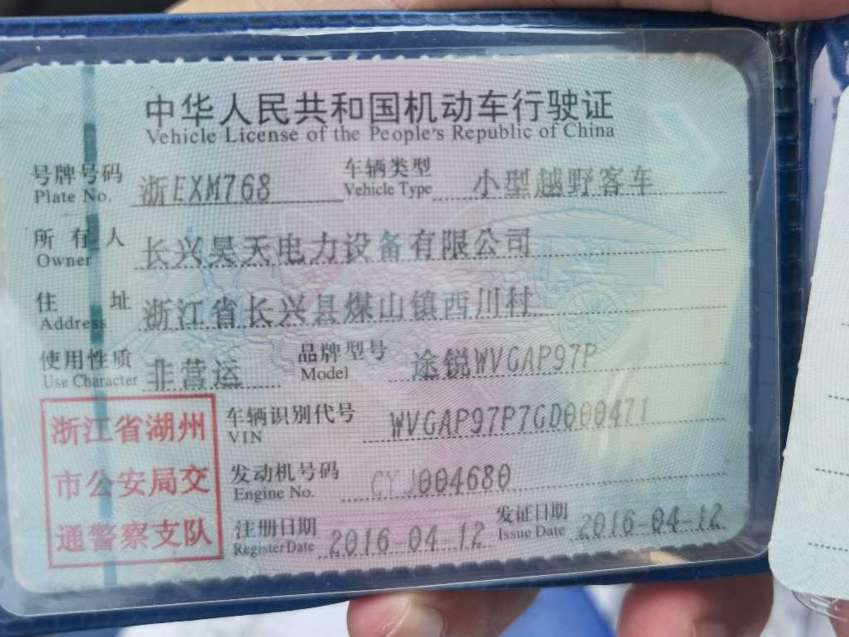 中华人民共和国机动车行驶证
Vehicle License of the People's Republic of China
号牌号码 浙EXM768 车辆类型 小型越野客车
Plate No. Vehicle Type
所有人 长兴昊天电力设备有限公司
Owner
住址 浙江省长兴县煤山镇西川村
Address
使用性质 非营运 品牌型号 途锐WVGAP97P
Use Character Model
浙江省湖州 车辆识别代号 WVGAP97P7GD000471
VIN
市公安局交 发动机号码 CYJ004680
Engine No.
通警察支队 注册日期 2016-04-12 发证日期 2016-04-12
Register Date Issue Date